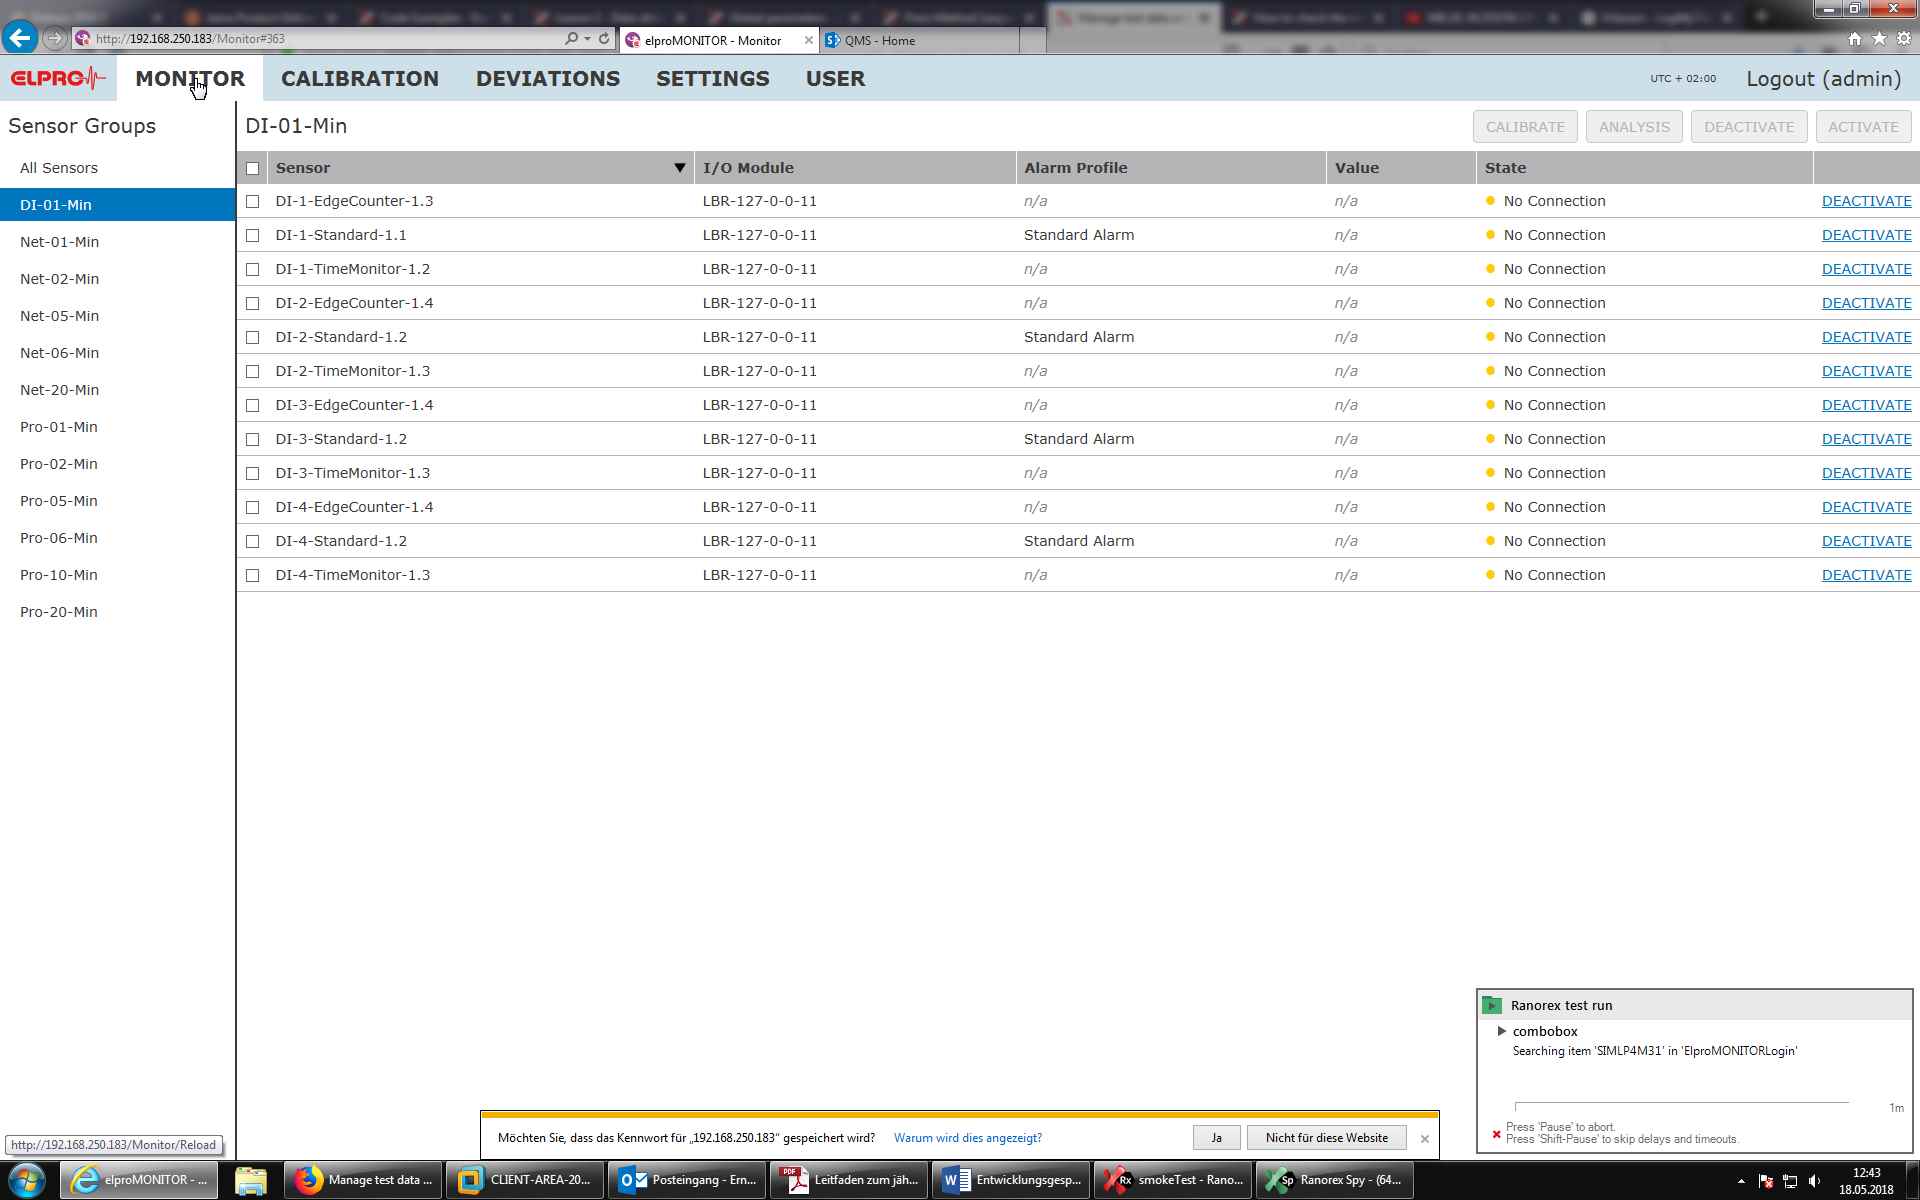 http://192.168.250.183/Monitor#363
elproMONITOR - Monitor
QMS - Home
ELPRO
MONITOR
CALIBRATION
DEVIATIONS
SETTINGS
USER
UTC + 02:00
Logout (admin)
Sensor Groups
All Sensors
DI-01-Min
Net-01-Min
Net-02-Min
Net-05-Min
Net-06-Min
Net-20-Min
Pro-01-Min
Pro-02-Min
Pro-05-Min
Pro-06-Min
Pro-10-Min
Pro-20-Min
DI-01-Min
CALIBRATE
ANALYSIS
DEACTIVATE
ACTIVATE
Sensor I/O Module Alarm Profile Value State
DI-1-EdgeCounter-1.3 LBR-127-0-0-11 n/a n/a No Connection DEACTIVATE
DI-1-Standard-1.1 LBR-127-0-0-11 Standard Alarm n/a No Connection DEACTIVATE
DI-1-TimeMonitor-1.2 LBR-127-0-0-11 n/a n/a No Connection DEACTIVATE
DI-2-EdgeCounter-1.4 LBR-127-0-0-11 n/a n/a No Connection DEACTIVATE
DI-2-Standard-1.2 LBR-127-0-0-11 Standard Alarm n/a No Connection DEACTIVATE
DI-2-TimeMonitor-1.3 LBR-127-0-0-11 n/a n/a No Connection DEACTIVATE
DI-3-EdgeCounter-1.4 LBR-127-0-0-11 n/a n/a No Connection DEACTIVATE
DI-3-Standard-1.2 LBR-127-0-0-11 Standard Alarm n/a No Connection DEACTIVATE
DI-3-TimeMonitor-1.3 LBR-127-0-0-11 n/a n/a No Connection DEACTIVATE
DI-4-EdgeCounter-1.4 LBR-127-0-0-11 n/a n/a No Connection DEACTIVATE
DI-4-Standard-1.2 LBR-127-0-0-11 Standard Alarm n/a No Connection DEACTIVATE
DI-4-TimeMonitor-1.3 LBR-127-0-0-11 n/a n/a No Connection DEACTIVATE
Ranorex test run
combobox
Searching item 'SIMLP4M31' in 'ElproMONITORLogin'
1m
Press 'Pause' to abort.
Press 'Shift-Pause' to skip delays and timeouts.
Möchten Sie, dass das Kennwort für „192.168.250.183“ gespeichert wird?
Warum wird dies angezeigt?
Ja
Nicht für diese Website
http://192.168.250.183/Monitor/Reload
elproMONITOR - ...
Manage test data ...
CLIENT-AREA-20...
Posteingang - Ern...
PDF
Leitfaden zum jäh...
Entwicklungsgesp...
Rx
smokeTest - Rano...
Sp
Ranorex Spy - (64...
12:43
18.05.2018